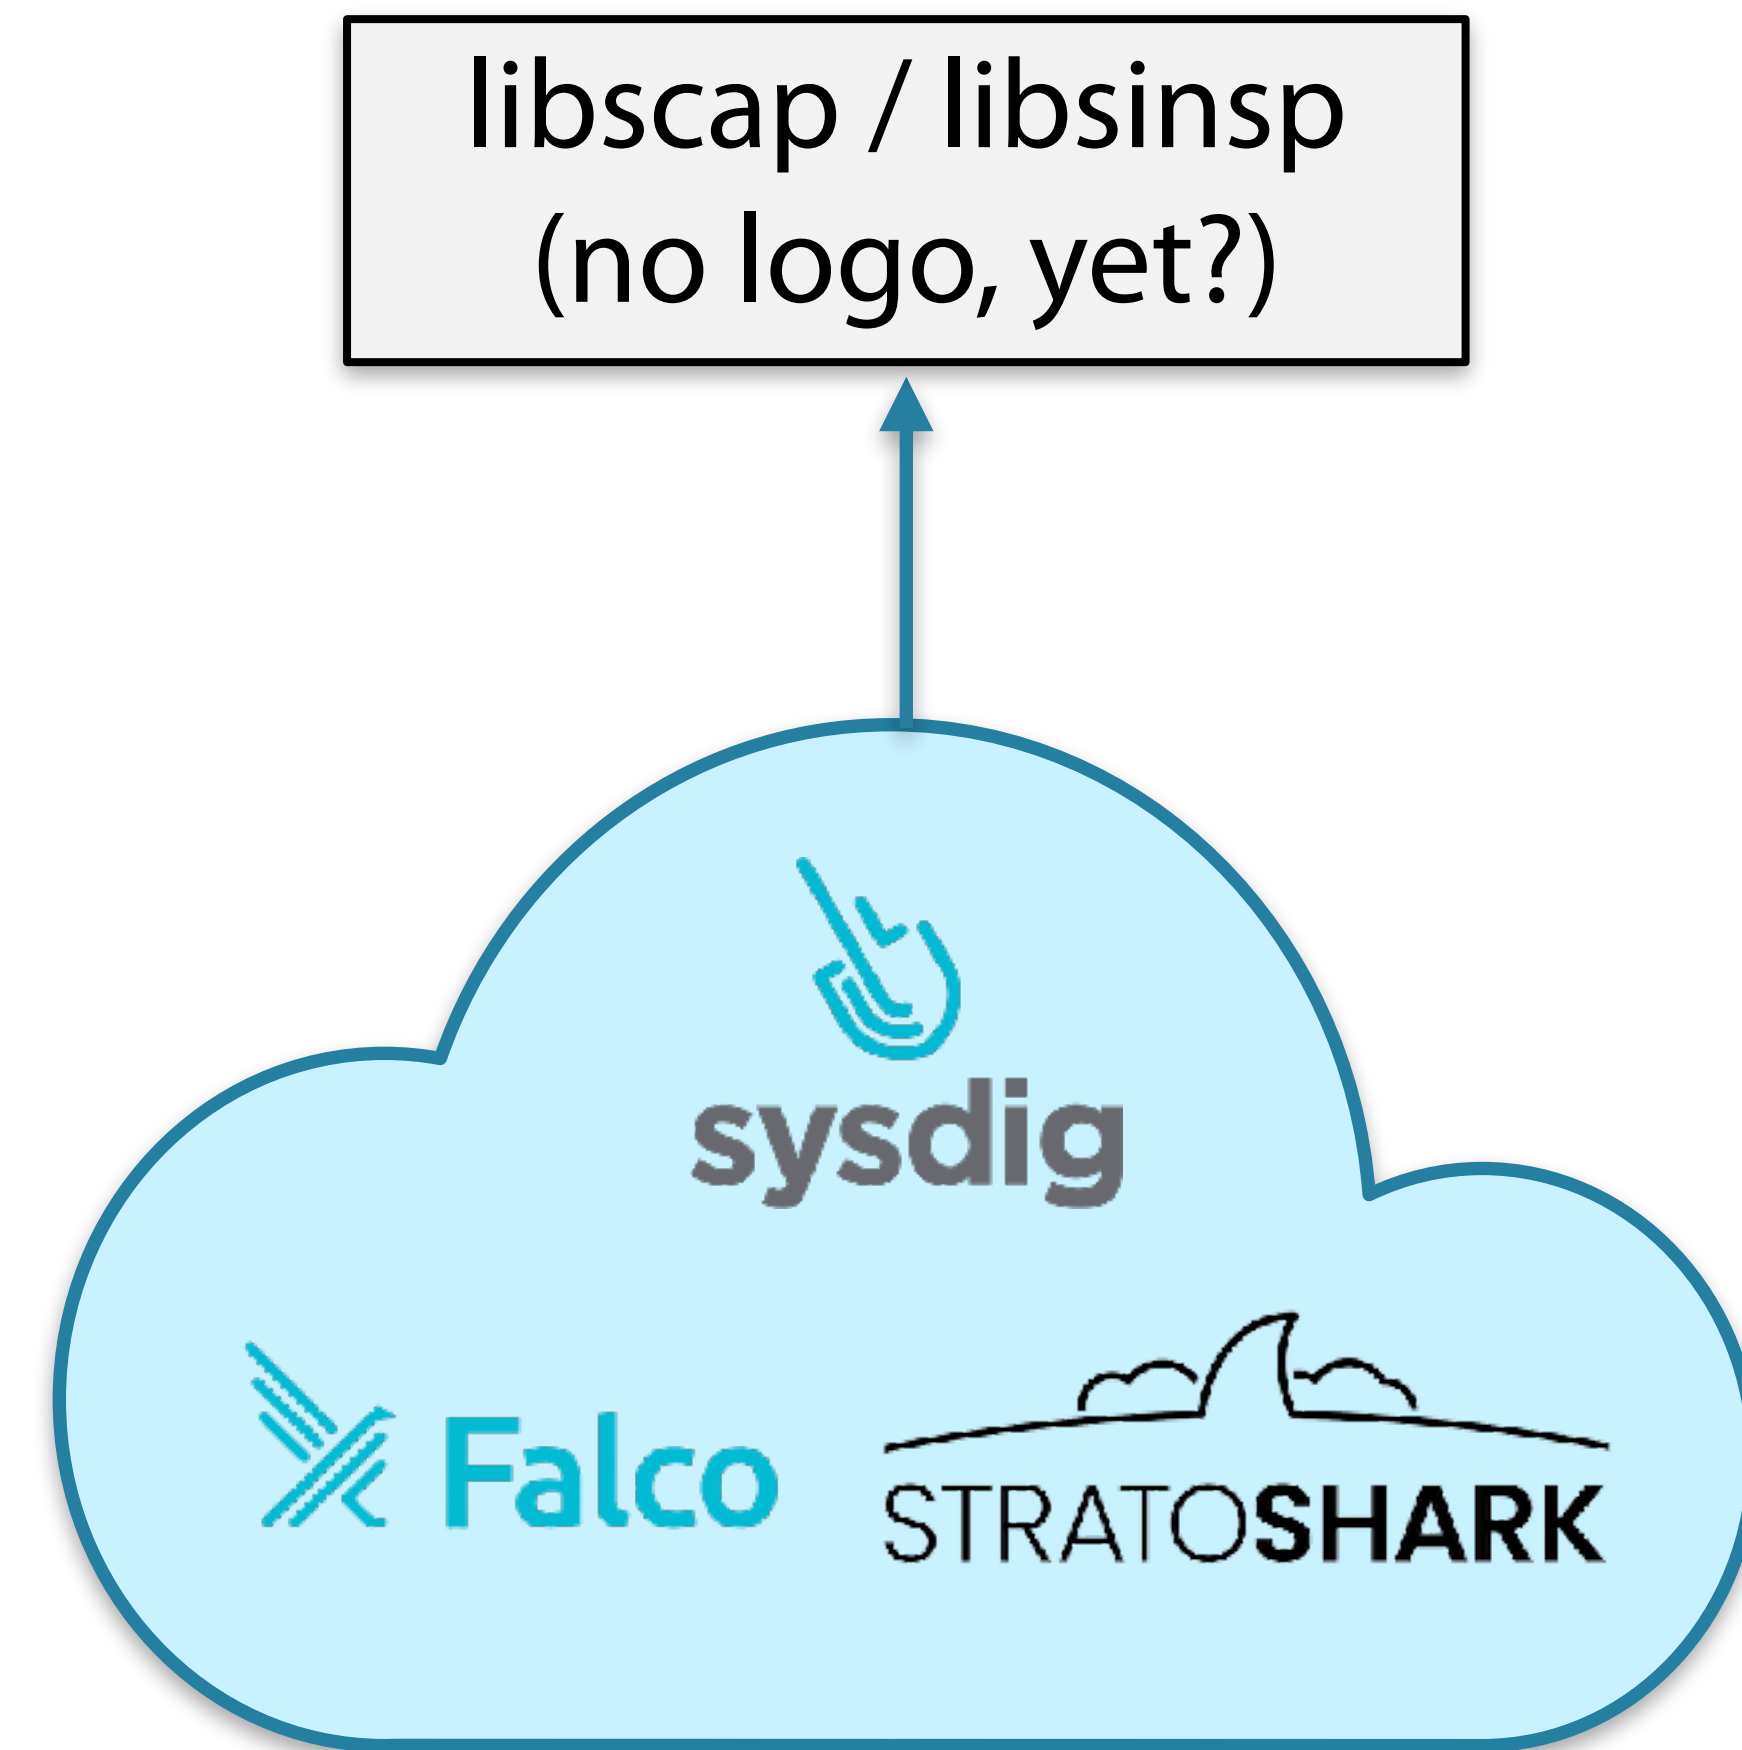 libscap / libsinsp
(no logo, yet?)
sysdig
Falco
STRATOSHARK